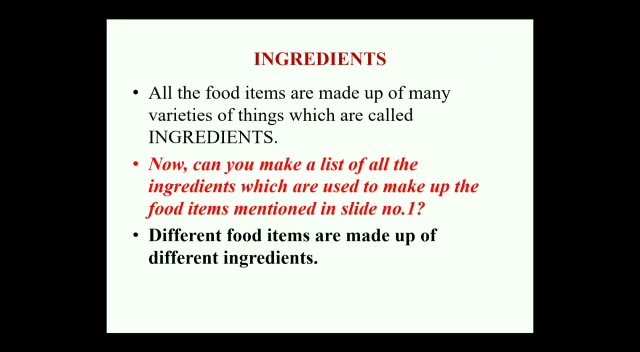 INGREDIENTS
• All the food items are made up of many
varieties of things which are called
INGREDIENTS.
• Now, can you make a list of all the
ingredients which are used to make up the
food items mentioned in slide no.1?
• Different food items are made up of
different ingredients.